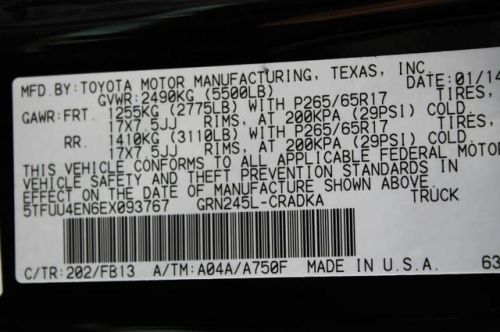 MFD.BY:TOYOTA MOTOR MANUFACTURING, TEXAS, INC.
GVWR:2490KG (5500LB) DATE:01/14
GAWR:FRT. 1255KG (2775LB) WITH P265/65R17 TIRES,
17X7.5JJ RIMS, AT 200KPA (29PSI) COLD.
RR. 1410KG (3110LB) WITH P265/65R17 TIRES,
17X7.5JJ RIMS, AT 200KPA (29PSI) COLD.
THIS VEHICLE CONFORMS TO ALL APPLICABLE FEDERAL MOTOR
VEHICLE SAFETY AND THEFT PREVENTION STANDARDS IN
EFFECT ON THE DATE OF MANUFACTURE SHOWN ABOVE.
5TFUU4EN6EX093767 GRN245L-CRADKA TRUCK
C/TR:202/FB13 A/TM:A04A/A750F MADE IN U.S.A. 63